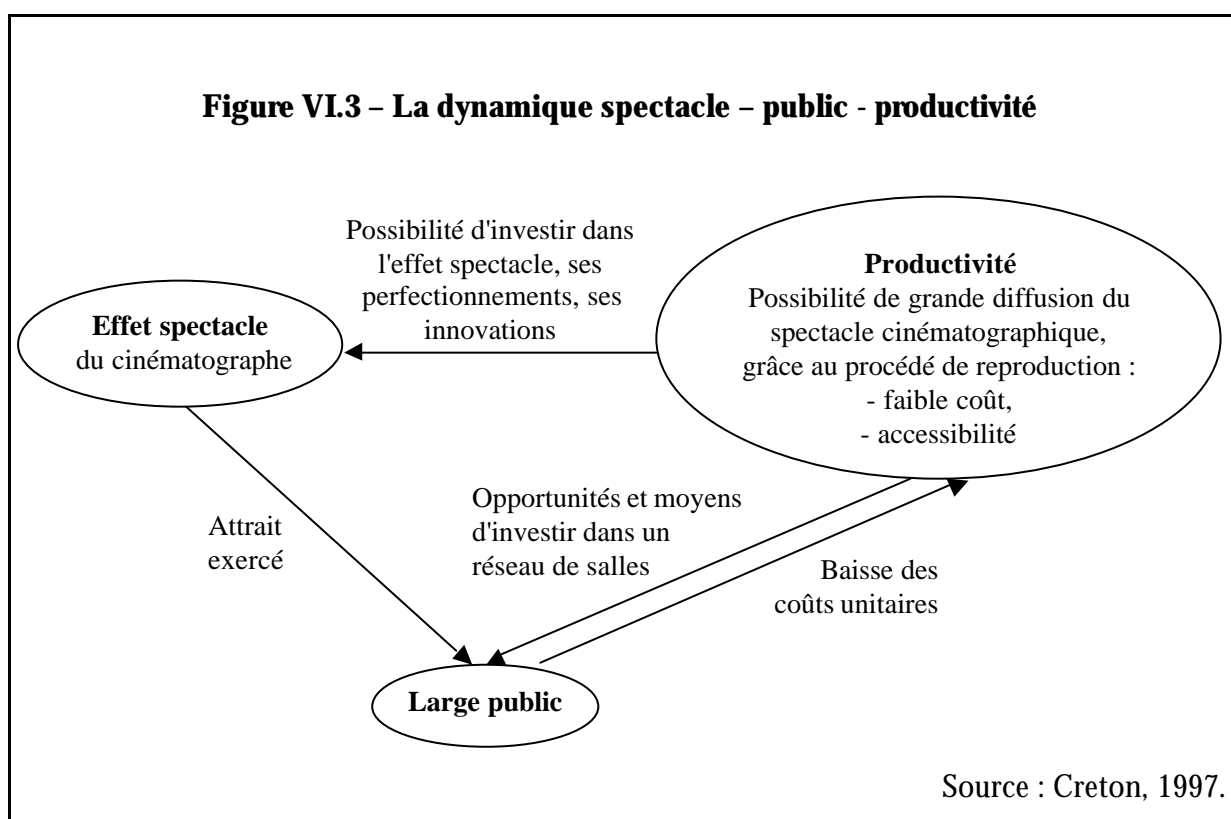 Figure VI.3 – La dynamique spectacle – public - productivité
Possibilité d'investir dans
l'effet spectacle, ses
perfectionnements, ses
innovations
Productivité
Possibilité de grande diffusion du
spectacle cinématographique,
grâce au procédé de reproduction :
- faible coût,
- accessibilité
Effet spectacle
du cinématographe
Attrait
exercé
Opportunités et moyens
d'investir dans un
réseau de salles
Baisse des
coûts unitaires
Large public
Source : Creton, 1997.